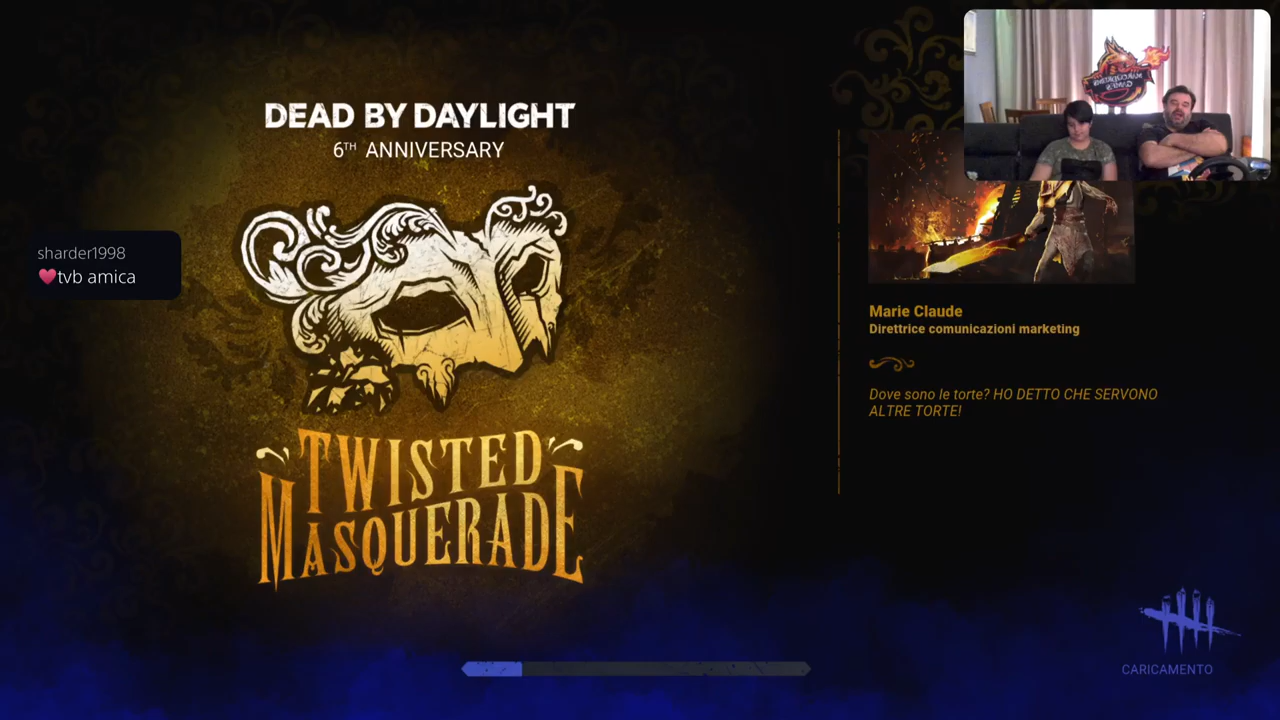 DEAD BY DAYLIGHT
6TH ANNIVERSARY
sharder1998
❤️tvb amica
TWISTED
MASQUERADE
Marie Claude
Direttrice comunicazioni marketing
Dove sono le torte? HO DETTO CHE SERVONO
ALTRE TORTE!
CARICAMENTO